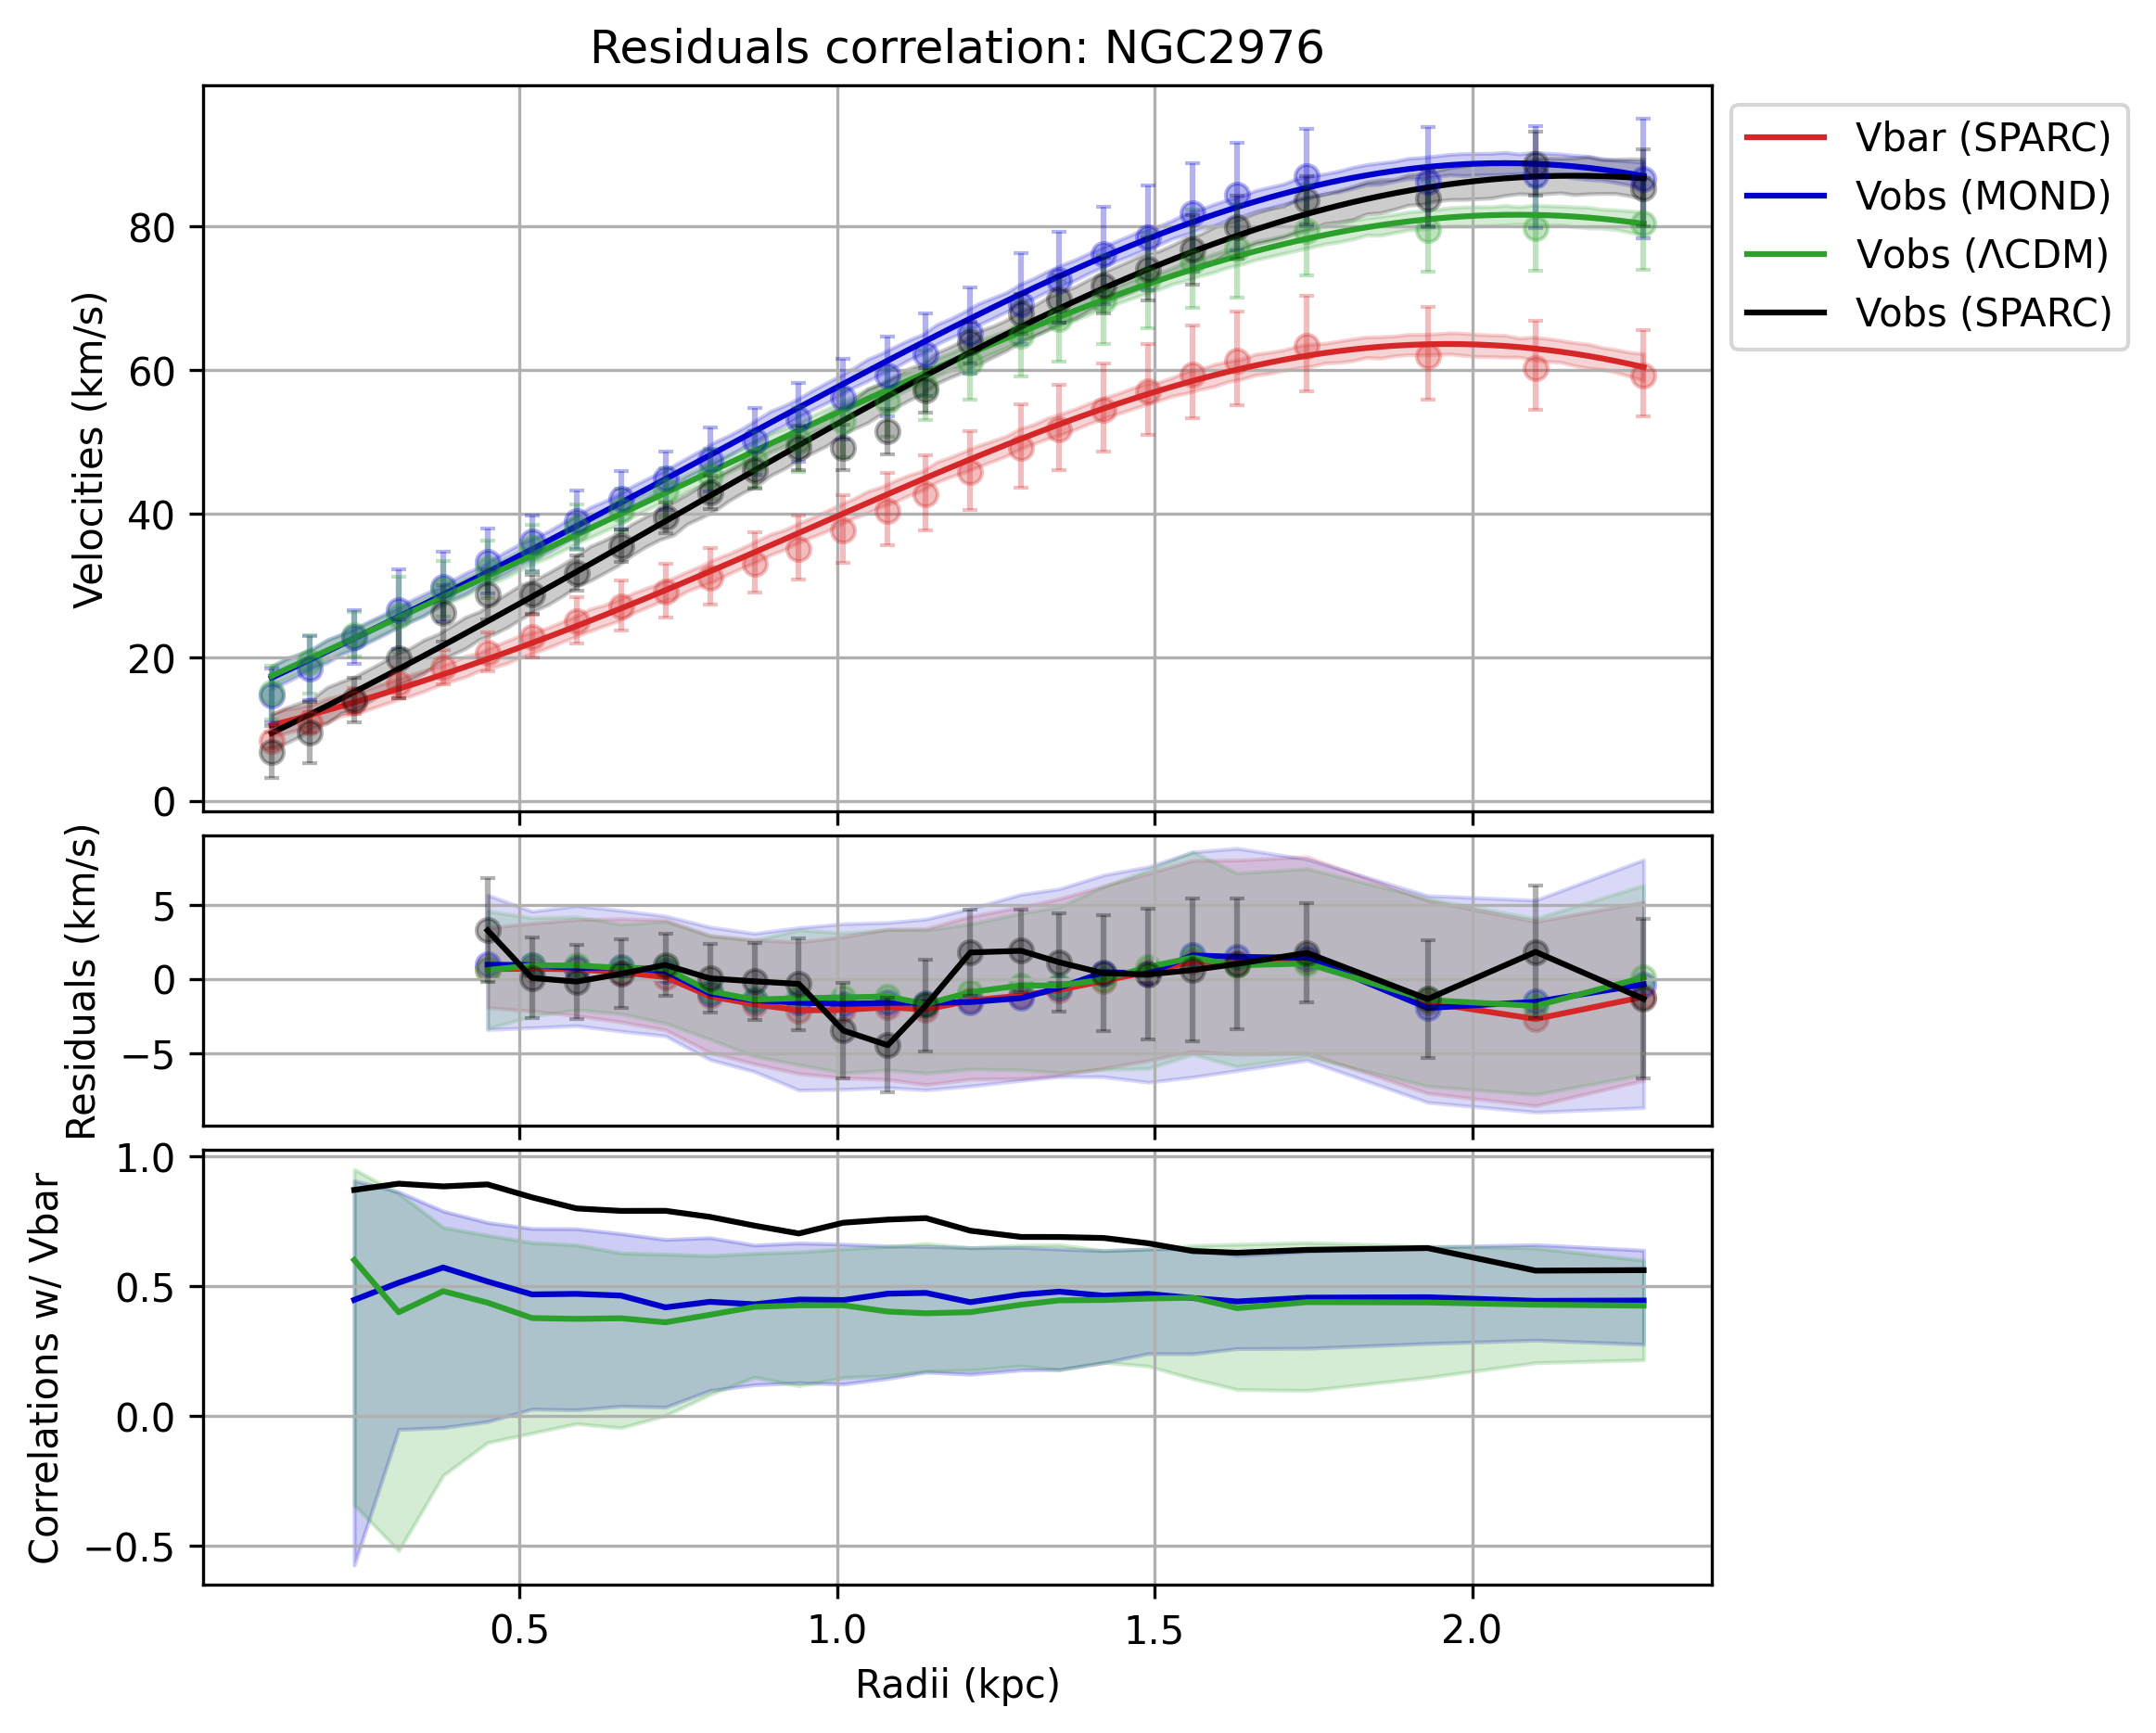 Residuals correlation: NGC2976
Velocities (km/s)
80
60
40
20
0
Vbar (SPARC)
Vobs (MOND)
Vobs (ΛCDM)
Vobs (SPARC)
Residuals (km/s)
5
0
−5
Correlations w/ Vbar
1.0
0.5
0.0
−0.5
0.5 1.0 1.5 2.0
Radii (kpc)